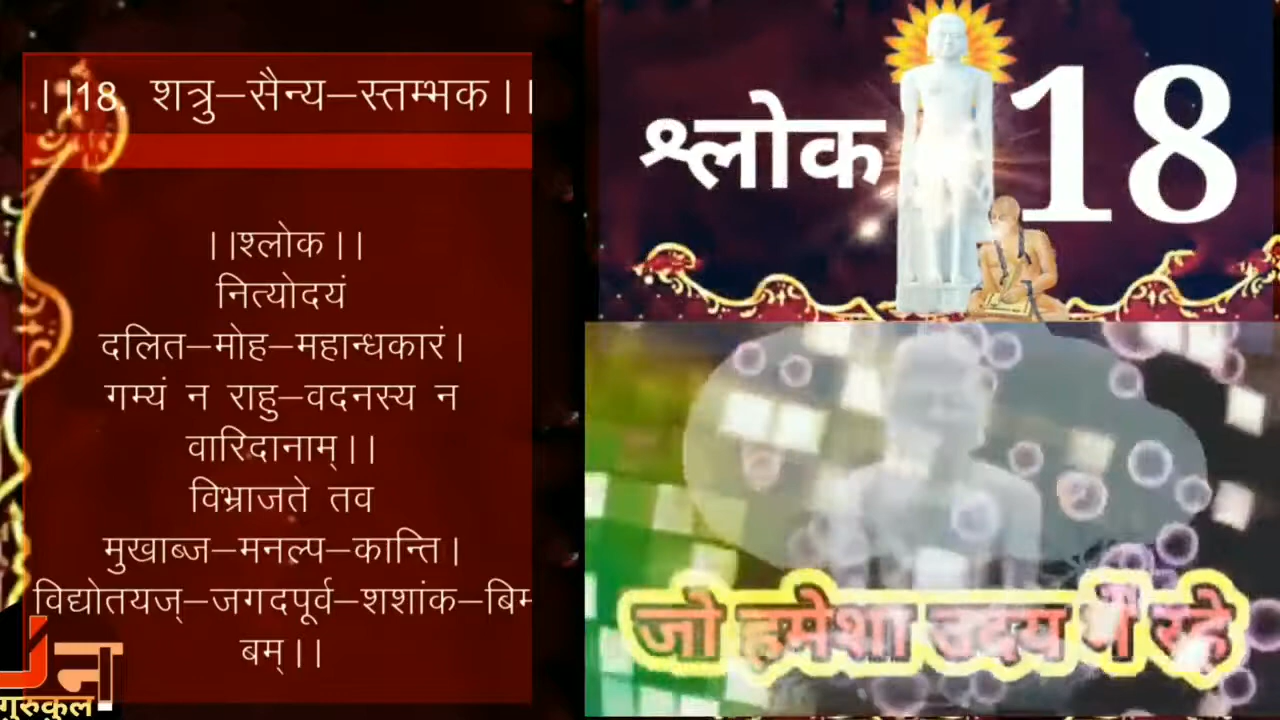 ||18. शत्रु–सैन्य–स्तम्भक||
||श्लोक||
नित्योदयं
दलित–मोह–महान्धकारं|
गम्यं न राहु–वदनस्य न
वारिदानाम्||
विभ्राजते तव
मुखाब्ज–मनल्प–कान्ति|
विद्योतयज्–जगदपूर्व–शशांक–बिम
बम्||
जैन
गुरुकुल
श्लोक 18
जो हमेशा उदय में रहे